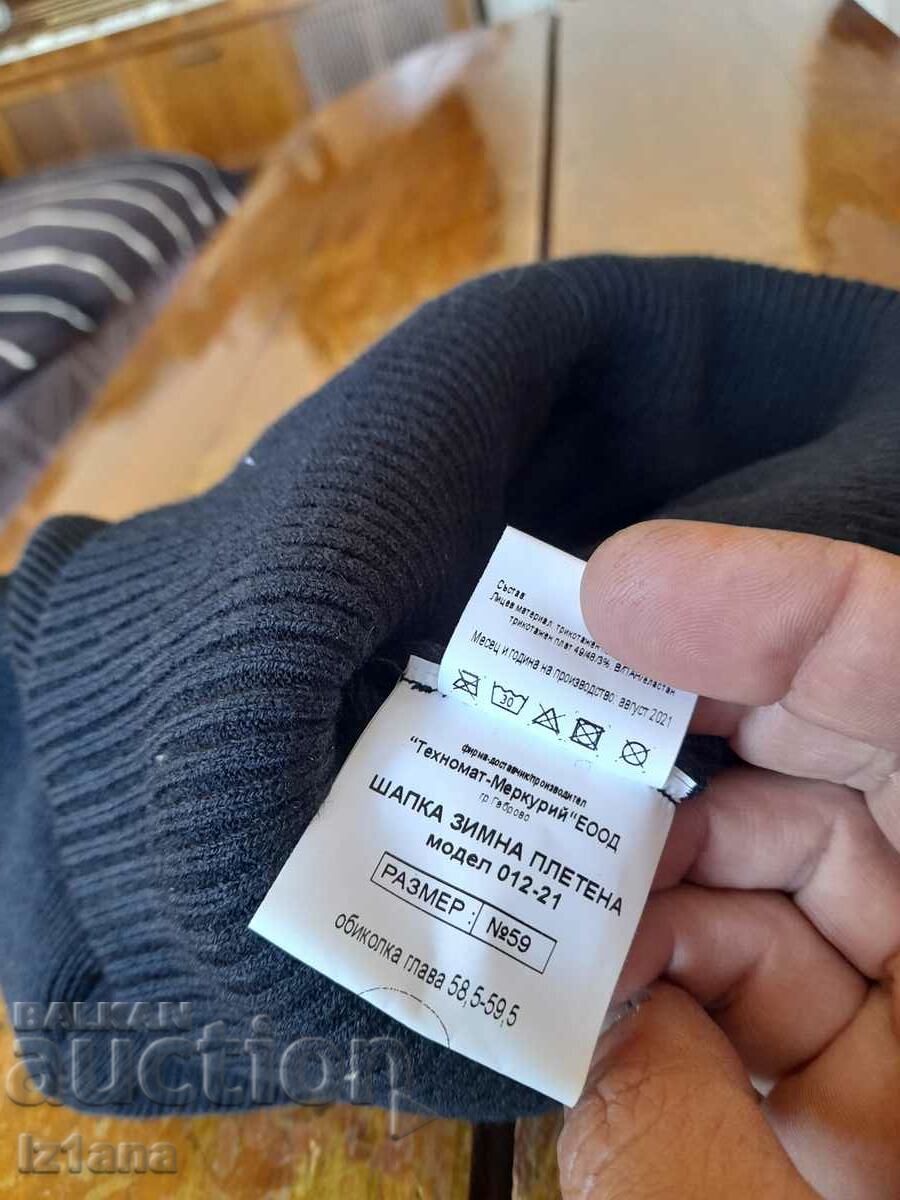 Състав
Лицев материал, трикотажен
трикотажен плат 49/48/3%, В/ПАН/еластан
Месец и година на производство: август 2021
30
фирма-доставчик/производител
"Техномат-Меркурий"ЕООД
гр.Габрово
ШАПКА ЗИМНА ПЛЕТЕНА
модел 012-21
РАЗМЕР : №59
обиколка глава 58,5-59,5
BALKAN
auction
iz1ana